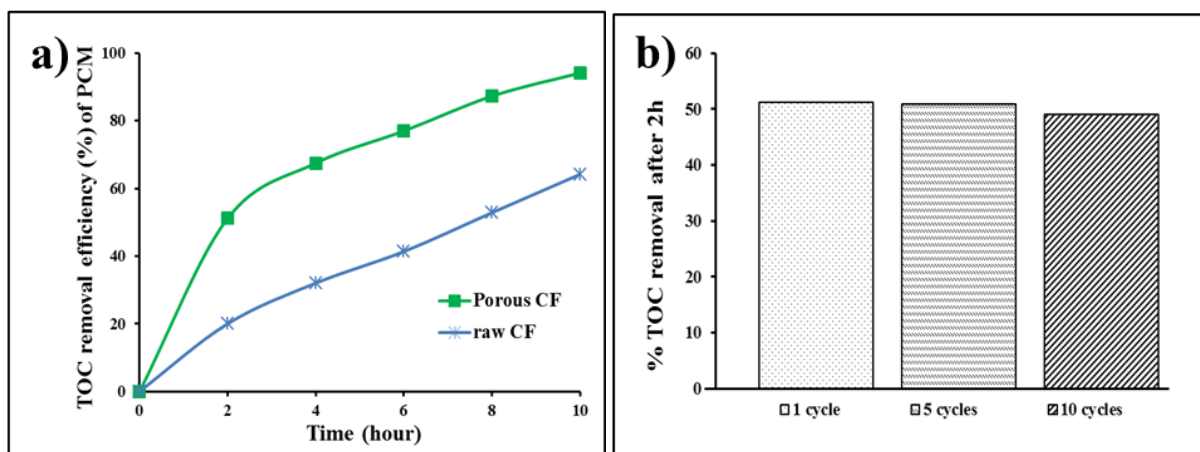 a)
TOC removal efficiency (%) of PCM
100
80
60
40
20
0
0 2 4 6 8 10
Time (hour)
Porous CF
raw CF
b)
% TOC removal after 2h
60
50
40
30
20
10
0
1 cycle 5 cycles 10 cycles